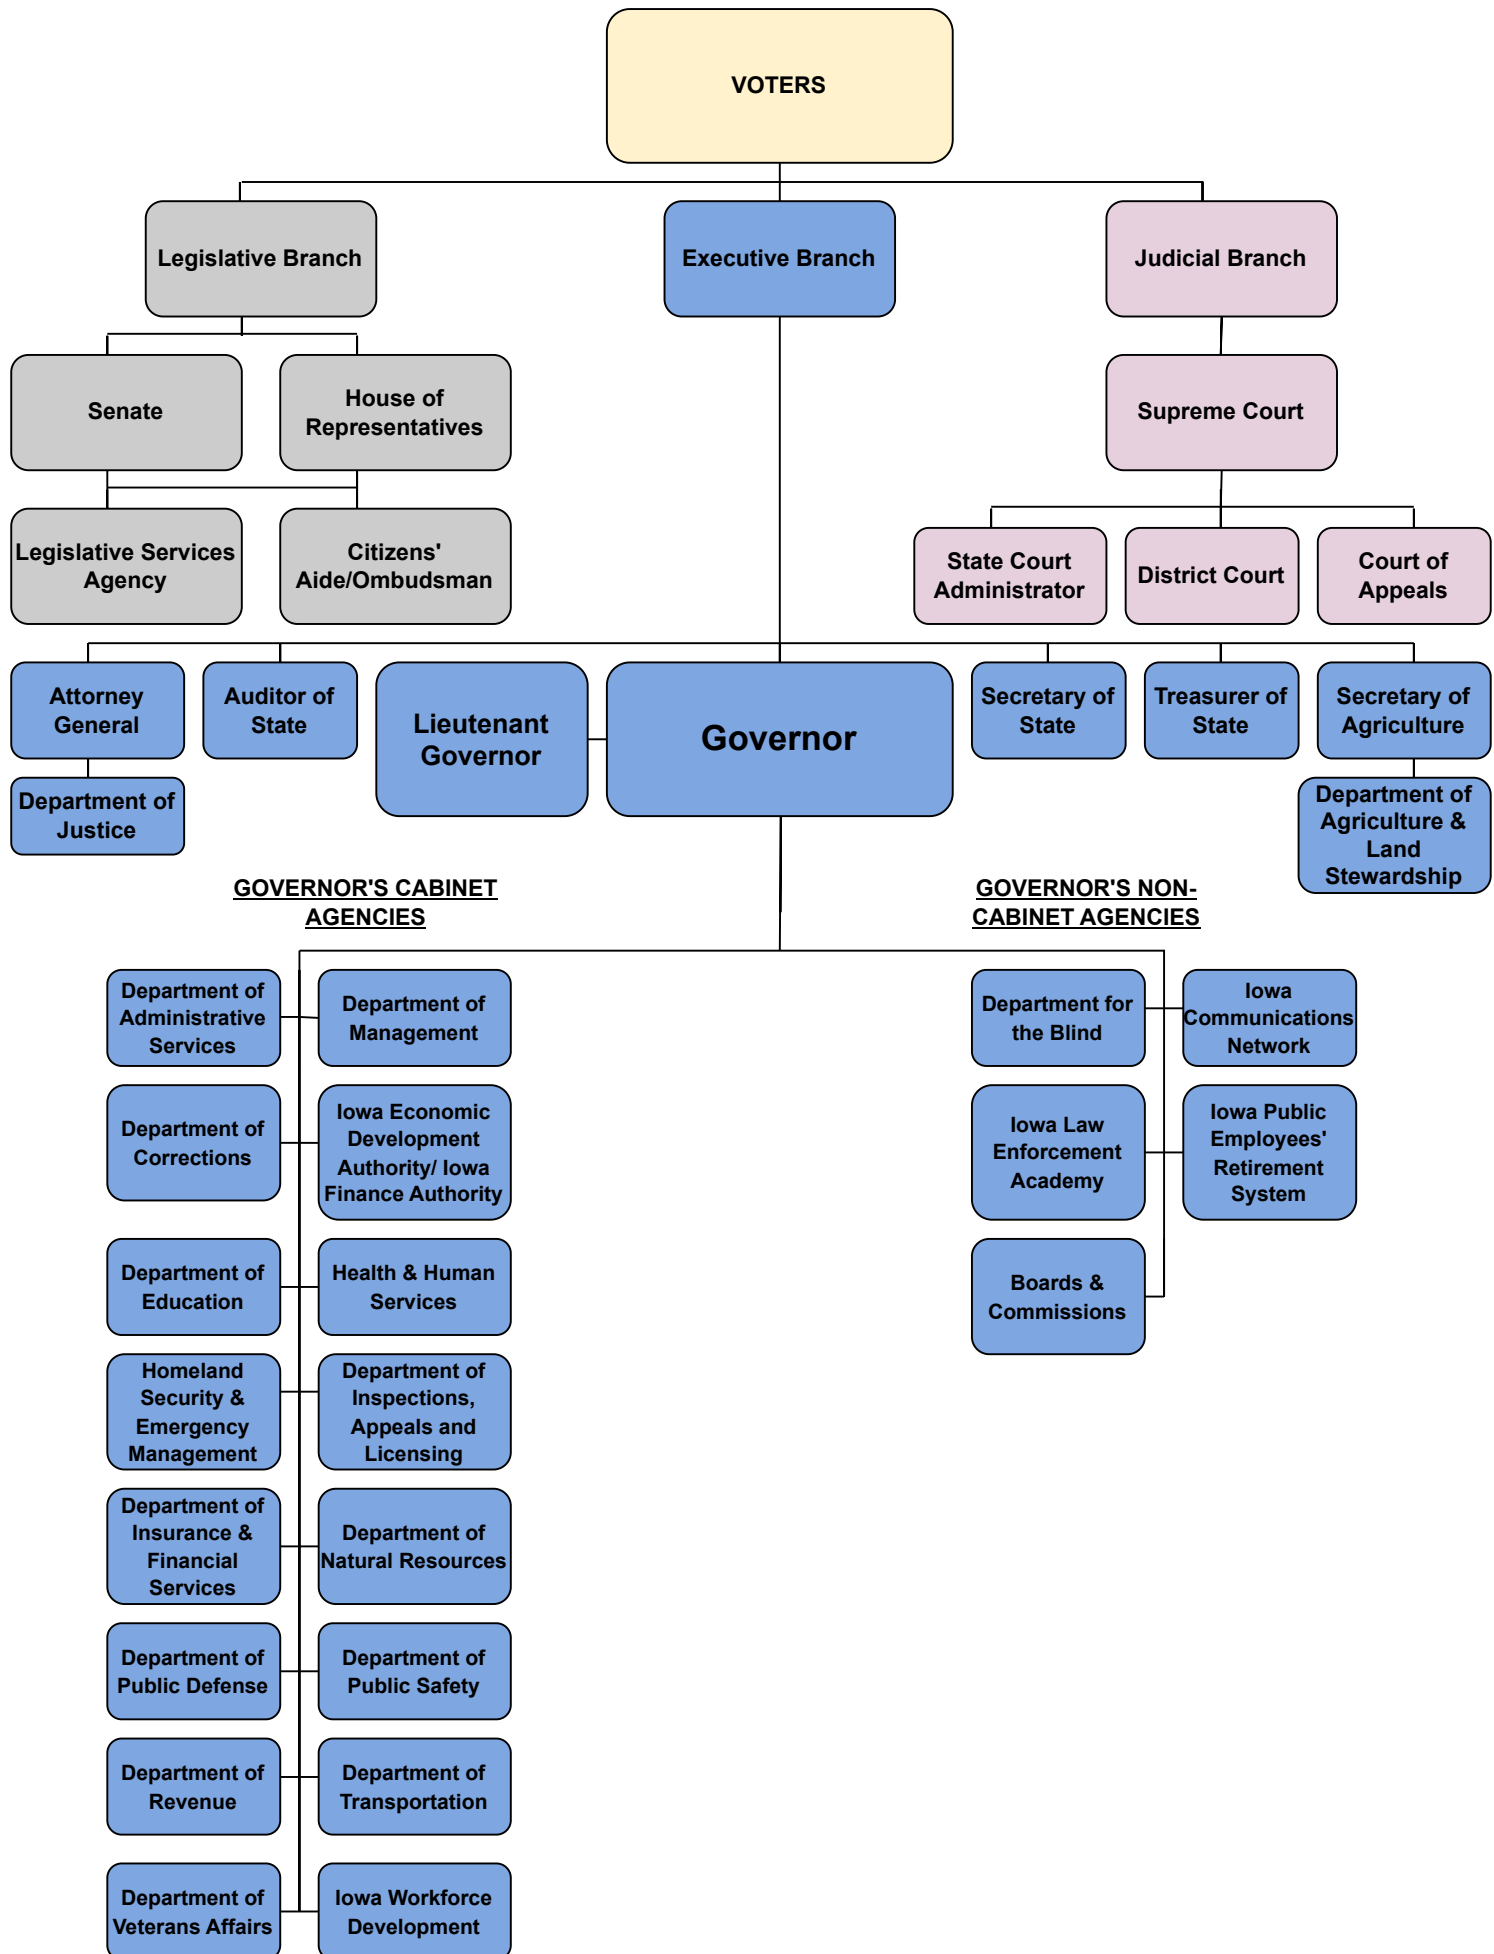 VOTERS
Legislative Branch
Executive Branch
Judicial Branch
Senate
House of
Representatives
Supreme Court
Legislative Services
Agency
Citizens'
Aide/Ombudsman
State Court
Administrator
District Court
Court of
Appeals
Attorney
General
Auditor of
State
Lieutenant
Governor
Governor
Secretary of
State
Treasurer of
State
Secretary of
Agriculture
Department of
Justice
Department of
Agriculture &
Land
Stewardship
GOVERNOR'S CABINET
AGENCIES
GOVERNOR'S NON-
CABINET AGENCIES
Department of
Administrative
Services
Department of
Management
Department for
the Blind
Iowa
Communications
Network
Department of
Corrections
Iowa Economic
Development
Authority/ Iowa
Finance Authority
Iowa Law
Enforcement
Academy
Iowa Public
Employees'
Retirement
System
Department of
Education
Health & Human
Services
Boards &
Commissions
Homeland
Security &
Emergency
Management
Department of
Inspections,
Appeals and
Licensing
Department of
Insurance &
Financial
Services
Department of
Natural Resources
Department of
Public Defense
Department of
Public Safety
Department of
Revenue
Department of
Transportation
Department of
Veterans Affairs
Iowa Workforce
Development